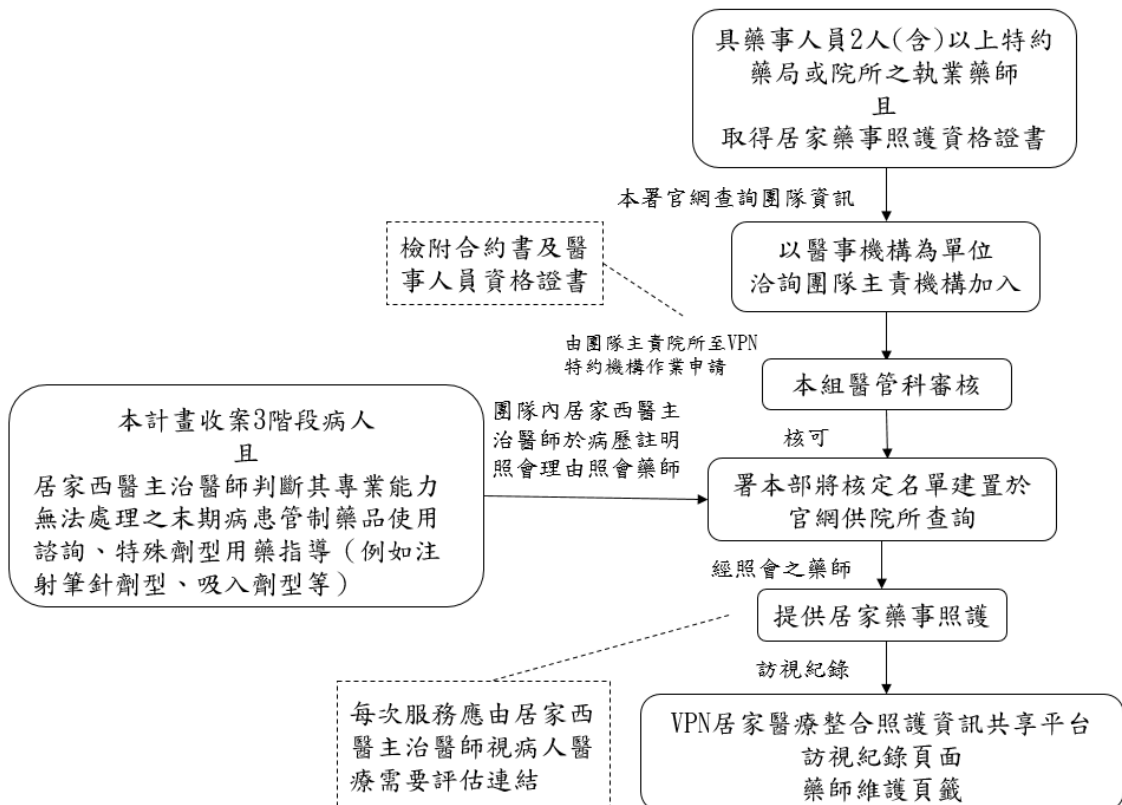 具藥事人員2人(含)以上特約
藥局或院所之執業藥師
且
取得居家藥事照護資格證書
本署官網查詢團隊資訊
檢附合約書及醫
事人員資格證書
以醫事機構為單位
洽詢團隊主責機構加入
由團隊主責院所至VPN
特約機構作業申請
本組醫管科審核
本計畫收案3階段病人
且
居家西醫主治醫師判斷其專業能力
無法處理之末期病患管制藥品使用
諮詢、特殊劑型用藥指導（例如注
射筆針劑型、吸入劑型等）
團隊內居家西醫主
治醫師於病歷註明
照會理由照會藥師
核可
署本部將核定名單建置於
官網供院所查詢
經照會之藥師
提供居家藥事照護
訪視紀錄
每次服務應由居家西
醫主治醫師視病人醫
療需要評估連結
VPN居家醫療整合照護資訊共享平台
訪視紀錄頁面
藥師維護頁籤